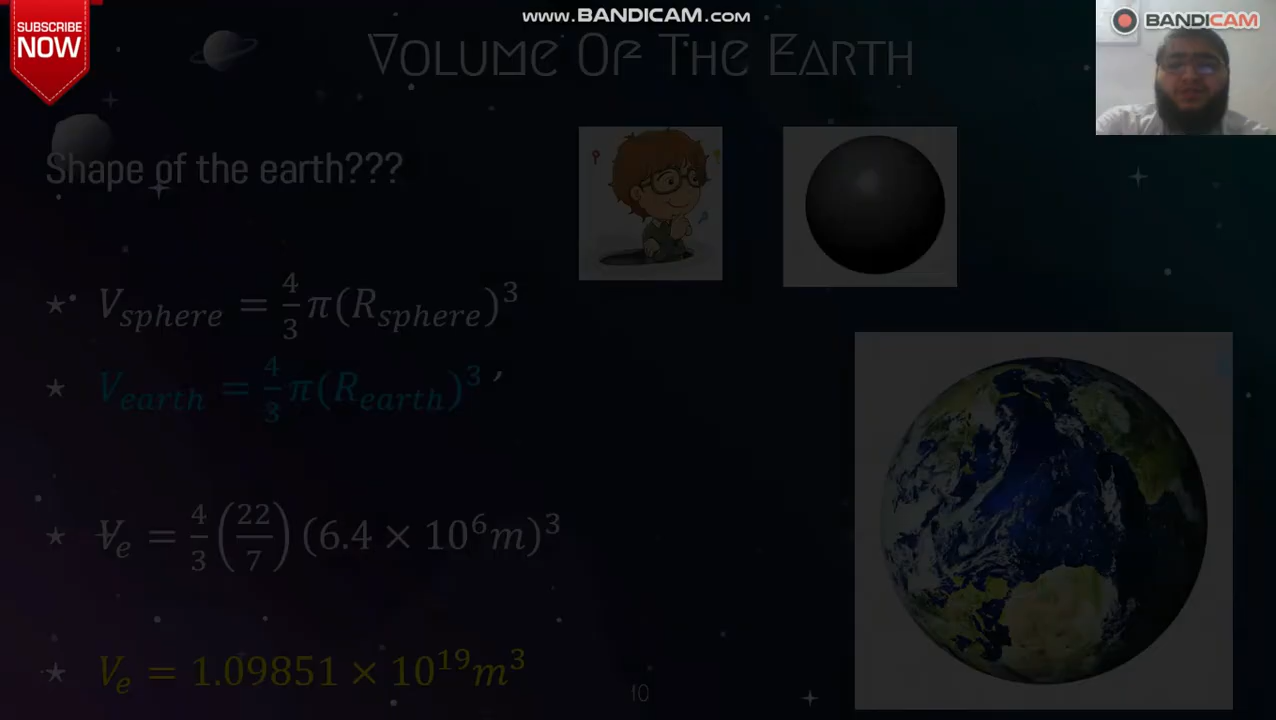 SUBSCRIBE
NOW
www.BANDICAM.com
BANDICAM
VOLUME OF THE EARTH
Shape of the earth???
★• V_sphere = 4/3 π(R_sphere)^3
★ V_earth = 4/3 π(R_earth)^3 ,
★ V_e = 4/3 (22/7) (6.4 × 10^6 m)^3
★ V_e = 1.09851 × 10^19 m^3
10